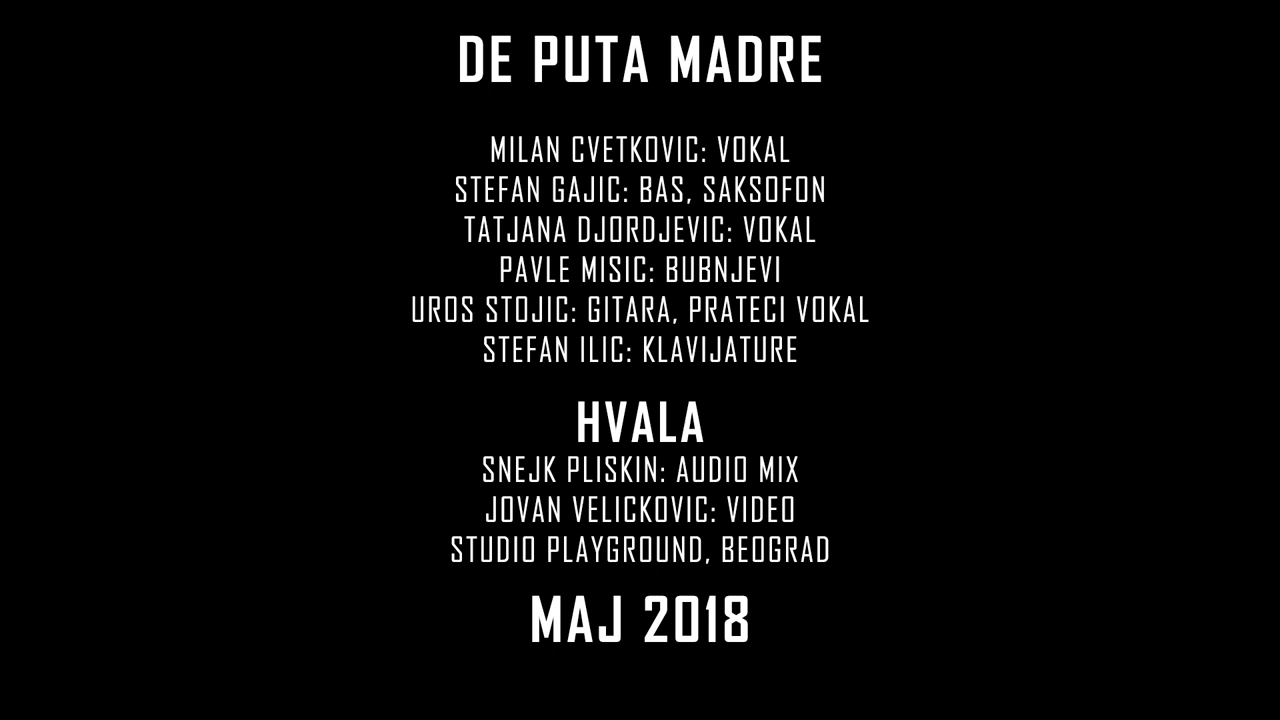 DE PUTA MADRE
MILAN CVETKOVIC: VOKAL
STEFAN GAJIC: BAS, SAKSOFON
TATJANA DJORDJEVIC: VOKAL
PAVLE MISIC: BUBNJEVI
UROS STOJIC: GITARA, PRATECI VOKAL
STEFAN ILIC: KLAVIJATURE
HVALA
SNEJK PLISKIN: AUDIO MIX
JOVAN VELICKOVIC: VIDEO
STUDIO PLAYGROUND, BEOGRAD
MAJ 2018